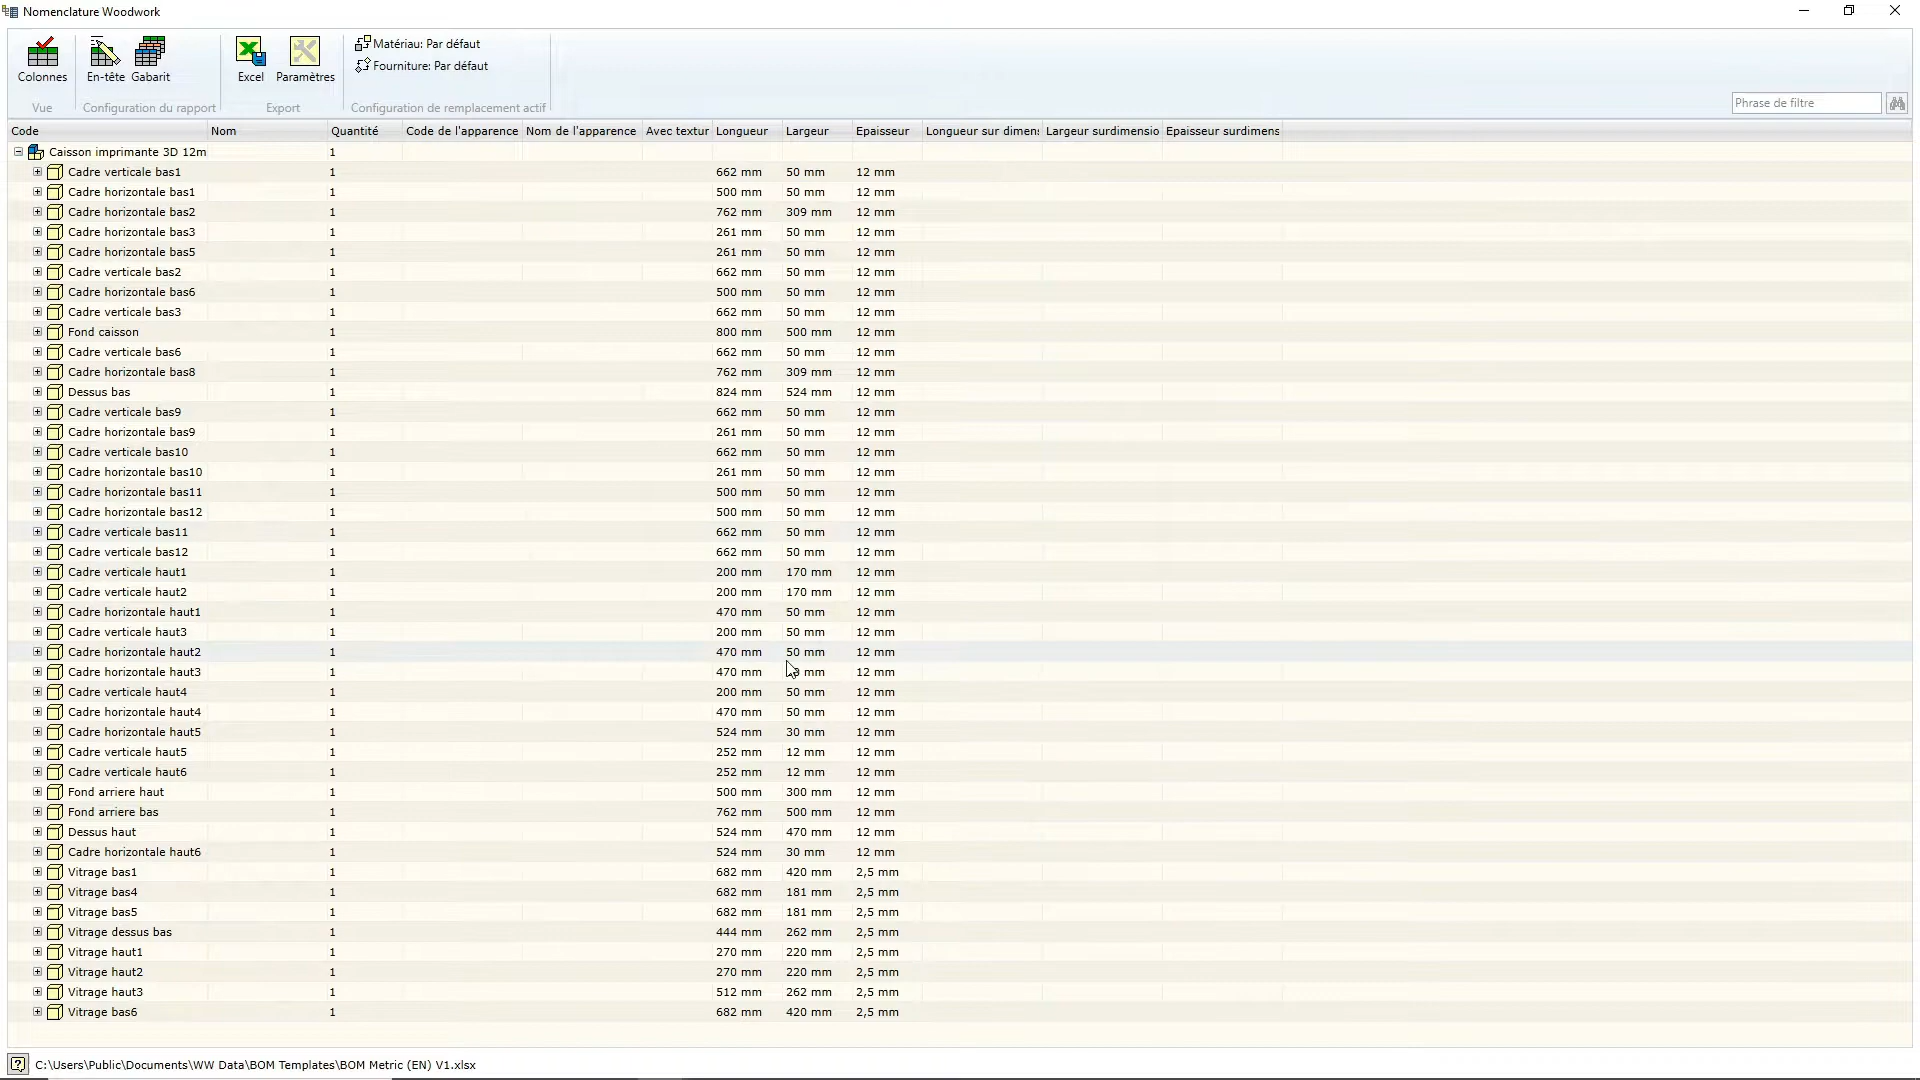 Nomenclature Woodwork
Colonnes
En-tête Gabarit
Excel Paramètres
Matériau: Par défaut
Fourniture: Par défaut
Vue Configuration du rapport Export Configuration de remplacement actif
Phrase de filtre
Code Nom Quantité Code de l'apparence Nom de l'apparence Avec textur Longueur Largeur Epaisseur Longueur sur dimen Largeur surdimensio Epaisseur surdimens
Caisson imprimante 3D 12m 1
Cadre verticale bas1 1 662 mm 50 mm 12 mm
Cadre horizontale bas1 1 500 mm 50 mm 12 mm
Cadre horizontale bas2 1 762 mm 309 mm 12 mm
Cadre horizontale bas3 1 261 mm 50 mm 12 mm
Cadre horizontale bas5 1 261 mm 50 mm 12 mm
Cadre verticale bas2 1 662 mm 50 mm 12 mm
Cadre horizontale bas6 1 500 mm 50 mm 12 mm
Cadre verticale bas3 1 662 mm 50 mm 12 mm
Fond caisson 1 800 mm 500 mm 12 mm
Cadre verticale bas6 1 662 mm 50 mm 12 mm
Cadre horizontale bas8 1 762 mm 309 mm 12 mm
Dessus bas 1 824 mm 524 mm 12 mm
Cadre verticale bas9 1 662 mm 50 mm 12 mm
Cadre horizontale bas9 1 261 mm 50 mm 12 mm
Cadre verticale bas10 1 662 mm 50 mm 12 mm
Cadre horizontale bas10 1 261 mm 50 mm 12 mm
Cadre horizontale bas11 1 500 mm 50 mm 12 mm
Cadre horizontale bas12 1 500 mm 50 mm 12 mm
Cadre verticale bas11 1 662 mm 50 mm 12 mm
Cadre verticale bas12 1 662 mm 50 mm 12 mm
Cadre verticale haut1 1 200 mm 170 mm 12 mm
Cadre verticale haut2 1 200 mm 170 mm 12 mm
Cadre horizontale haut1 1 470 mm 50 mm 12 mm
Cadre verticale haut3 1 200 mm 50 mm 12 mm
Cadre horizontale haut2 1 470 mm 50 mm 12 mm
Cadre horizontale haut3 1 470 mm mm 12 mm
Cadre verticale haut4 1 200 mm 50 mm 12 mm
Cadre horizontale haut4 1 470 mm 50 mm 12 mm
Cadre horizontale haut5 1 524 mm 30 mm 12 mm
Cadre verticale haut5 1 252 mm 12 mm 12 mm
Cadre verticale haut6 1 252 mm 12 mm 12 mm
Fond arriere haut 1 500 mm 300 mm 12 mm
Fond arriere bas 1 762 mm 500 mm 12 mm
Dessus haut 1 524 mm 470 mm 12 mm
Cadre horizontale haut6 1 524 mm 30 mm 12 mm
Vitrage bas1 1 682 mm 420 mm 2,5 mm
Vitrage bas4 1 682 mm 181 mm 2,5 mm
Vitrage bas5 1 682 mm 181 mm 2,5 mm
Vitrage dessus bas 1 444 mm 262 mm 2,5 mm
Vitrage haut1 1 270 mm 220 mm 2,5 mm
Vitrage haut2 1 270 mm 220 mm 2,5 mm
Vitrage haut3 1 512 mm 262 mm 2,5 mm
Vitrage bas6 1 682 mm 420 mm 2,5 mm
C:\Users\Public\Documents\WW Data\BOM Templates\BOM Metric (EN) V1.xlsx